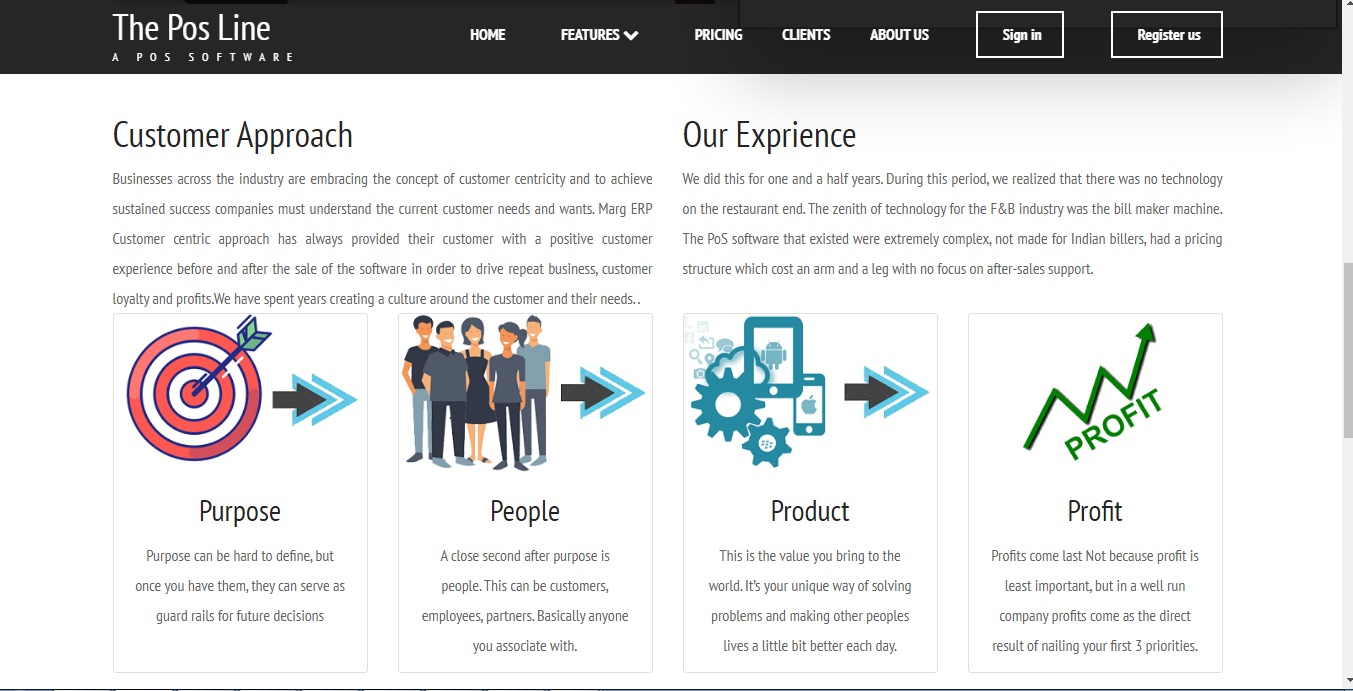 The Pos Line
A POS SOFTWARE
HOME
FEATURES
PRICING
CLIENTS
ABOUT US
Sign in
Register us
Customer Approach
Businesses across the industry are embracing the concept of customer centricity and to achieve
sustained success companies must understand the current customer needs and wants. Marg ERP
Customer centric approach has always provided their customer with a positive customer
experience before and after the sale of the software in order to drive repeat business, customer
loyalty and profits.We have spent years creating a culture around the customer and their needs. .
Our Exprience
We did this for one and a half years. During this period, we realized that there was no technology
on the restaurant end. The zenith of technology for the F&B industry was the bill maker machine.
The PoS software that existed were extremely complex, not made for Indian billers, had a pricing
structure which cost an arm and a leg with no focus on after-sales support.
Purpose
Purpose can be hard to define, but
once you have them, they can serve as
guard rails for future decisions
People
A close second after purpose is
people. This can be customers,
employees, partners. Basically anyone
you associate with.
Product
This is the value you bring to the
world. It’s your unique way of solving
problems and making other peoples
lives a little bit better each day.
PROFIT
Profit
Profits come last Not because profit is
least important, but in a well run
company profits come as the direct
result of nailing your first 3 priorities.